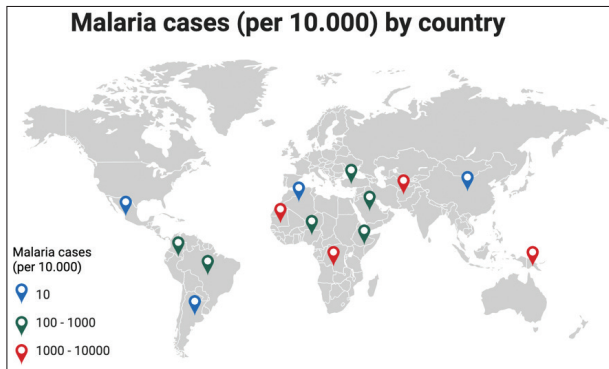 Malaria cases (per 10.000) by country
Malaria cases
(per 10.000)
10
100 - 1000
1000 - 10000